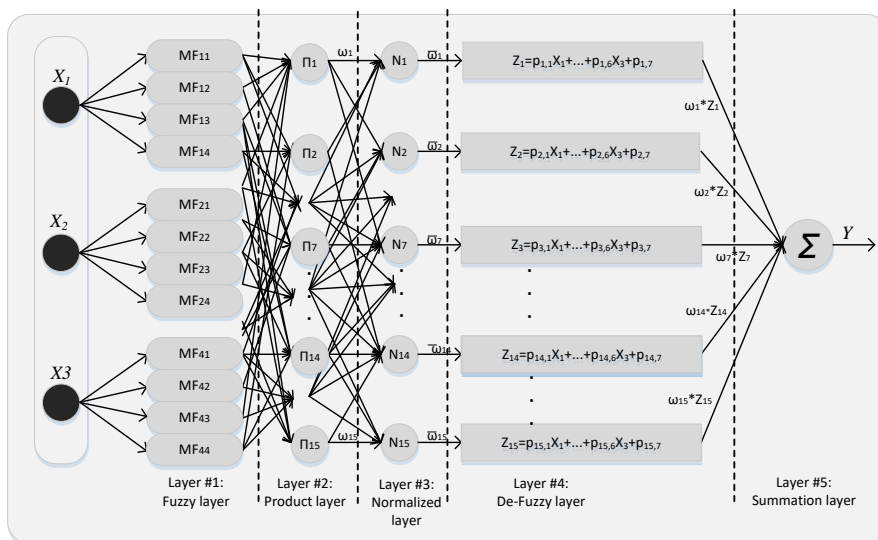 X₁
X₂
X3
MF11
MF12
MF13
MF14
MF21
MF22
MF23
MF24
MF41
MF42
MF43
MF44
Π1
Π2
Π7
Π14
Π15
ω1
ω15
N1
N2
N7
N14
N15
ω̅1
ω̅2
ω̅7
ω̅14
ω̅15
Z1=p1,1X1+...+p1,6X3+p1,7
Z2=p2,1X1+...+p2,6X3+p2,7
Z3=p3,1X1+...+p3,6X3+p3,7
Z14=p14,1X1+...+p14,6X3+p14,7
Z15=p15,1X1+...+p15,6X3+p15,7
ω1*Z1
ω2*Z2
ω7*Z7
ω14*Z14
ω15*Z15
Σ
Y
Layer #1:
Fuzzy layer
Layer #2:
Product layer
Layer #3:
Normalized
layer
Layer #4:
De-Fuzzy layer
Layer #5:
Summation layer